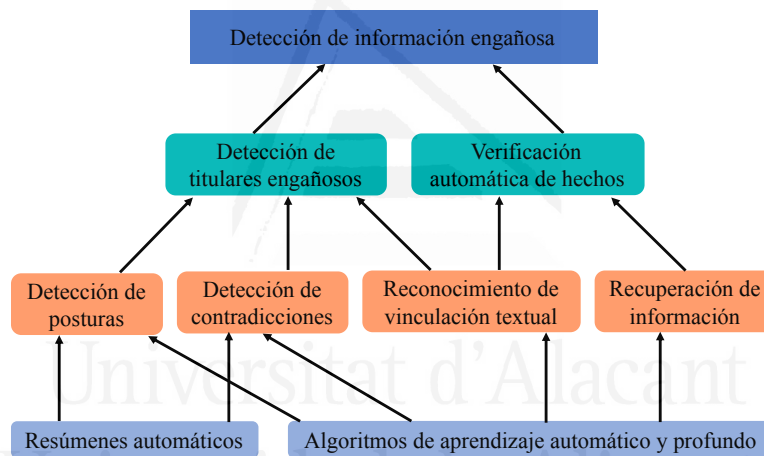 Detección de información engañosa
Detección de
titulares engañosos
Verificación
automática de hechos
Detección de
posturas
Detección de
contradicciones
Reconocimiento de
vinculación textual
Recuperación de
información
Universitat d'Alacant
Resúmenes automáticos
Algoritmos de aprendizaje automático y profundo